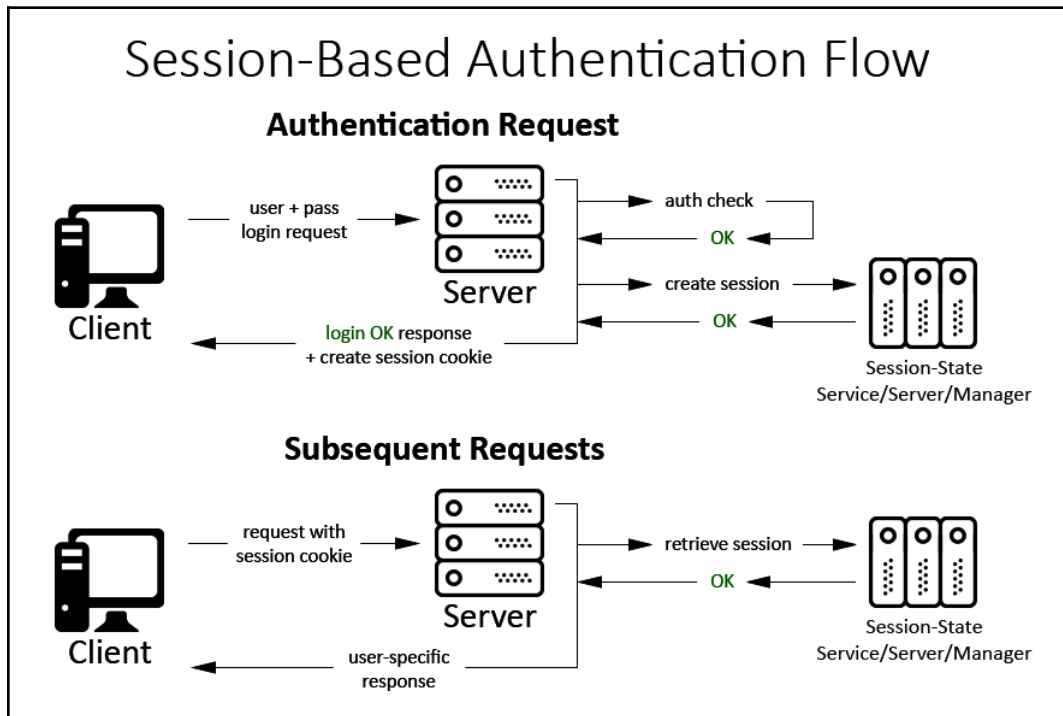 Session-Based Authentication Flow
Authentication Request
user + pass
login request
auth check
OK
Server
create session
Client
login OK response
+ create session cookie
OK
Session-State
Service/Server/Manager
Subsequent Requests
request with
session cookie
retrieve session
OK
Server
Client
user-specific
response
Session-State
Service/Server/Manager